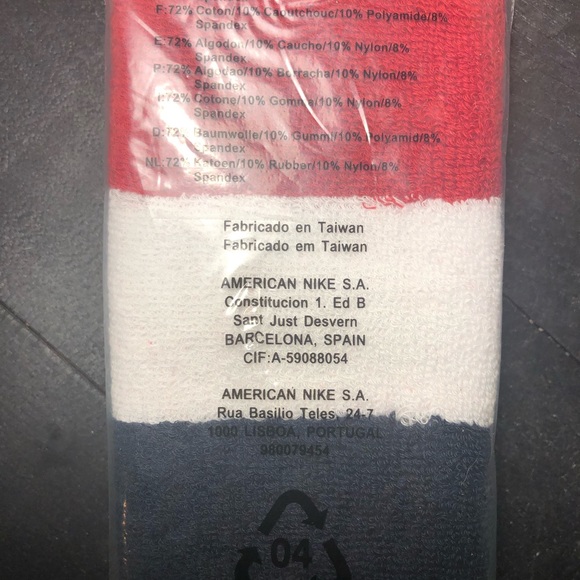 F:72% Coton/10% Caoutchouc/10% Polyamide/8%
Spandex
E:72% Algodon/10% Caucho/10% Nylon/8%
Spandex
P:72% Algudao/10% Borracha/10% Nylon/8%
Spandex
I:72% Cotone/10% Gomma/10% Nylon/8%
Spandex
D:72% Baumwolle/10% Gummi/10% Polyamid/8%
Spandex
NL:72% Katoen/10% Rubber/10% Nylon/8%
Spandex
Fabricado en Taiwan
Fabricado em Taiwan
AMERICAN NIKE S.A.
Constitucion 1. Ed B
Sant Just Desvern
BARCELONA, SPAIN
CIF:A-59088054
AMERICAN NIKE S.A.
Rua Basilio Teles, 24-7
1000 LISBOA, PORTUGAL
980079454
04